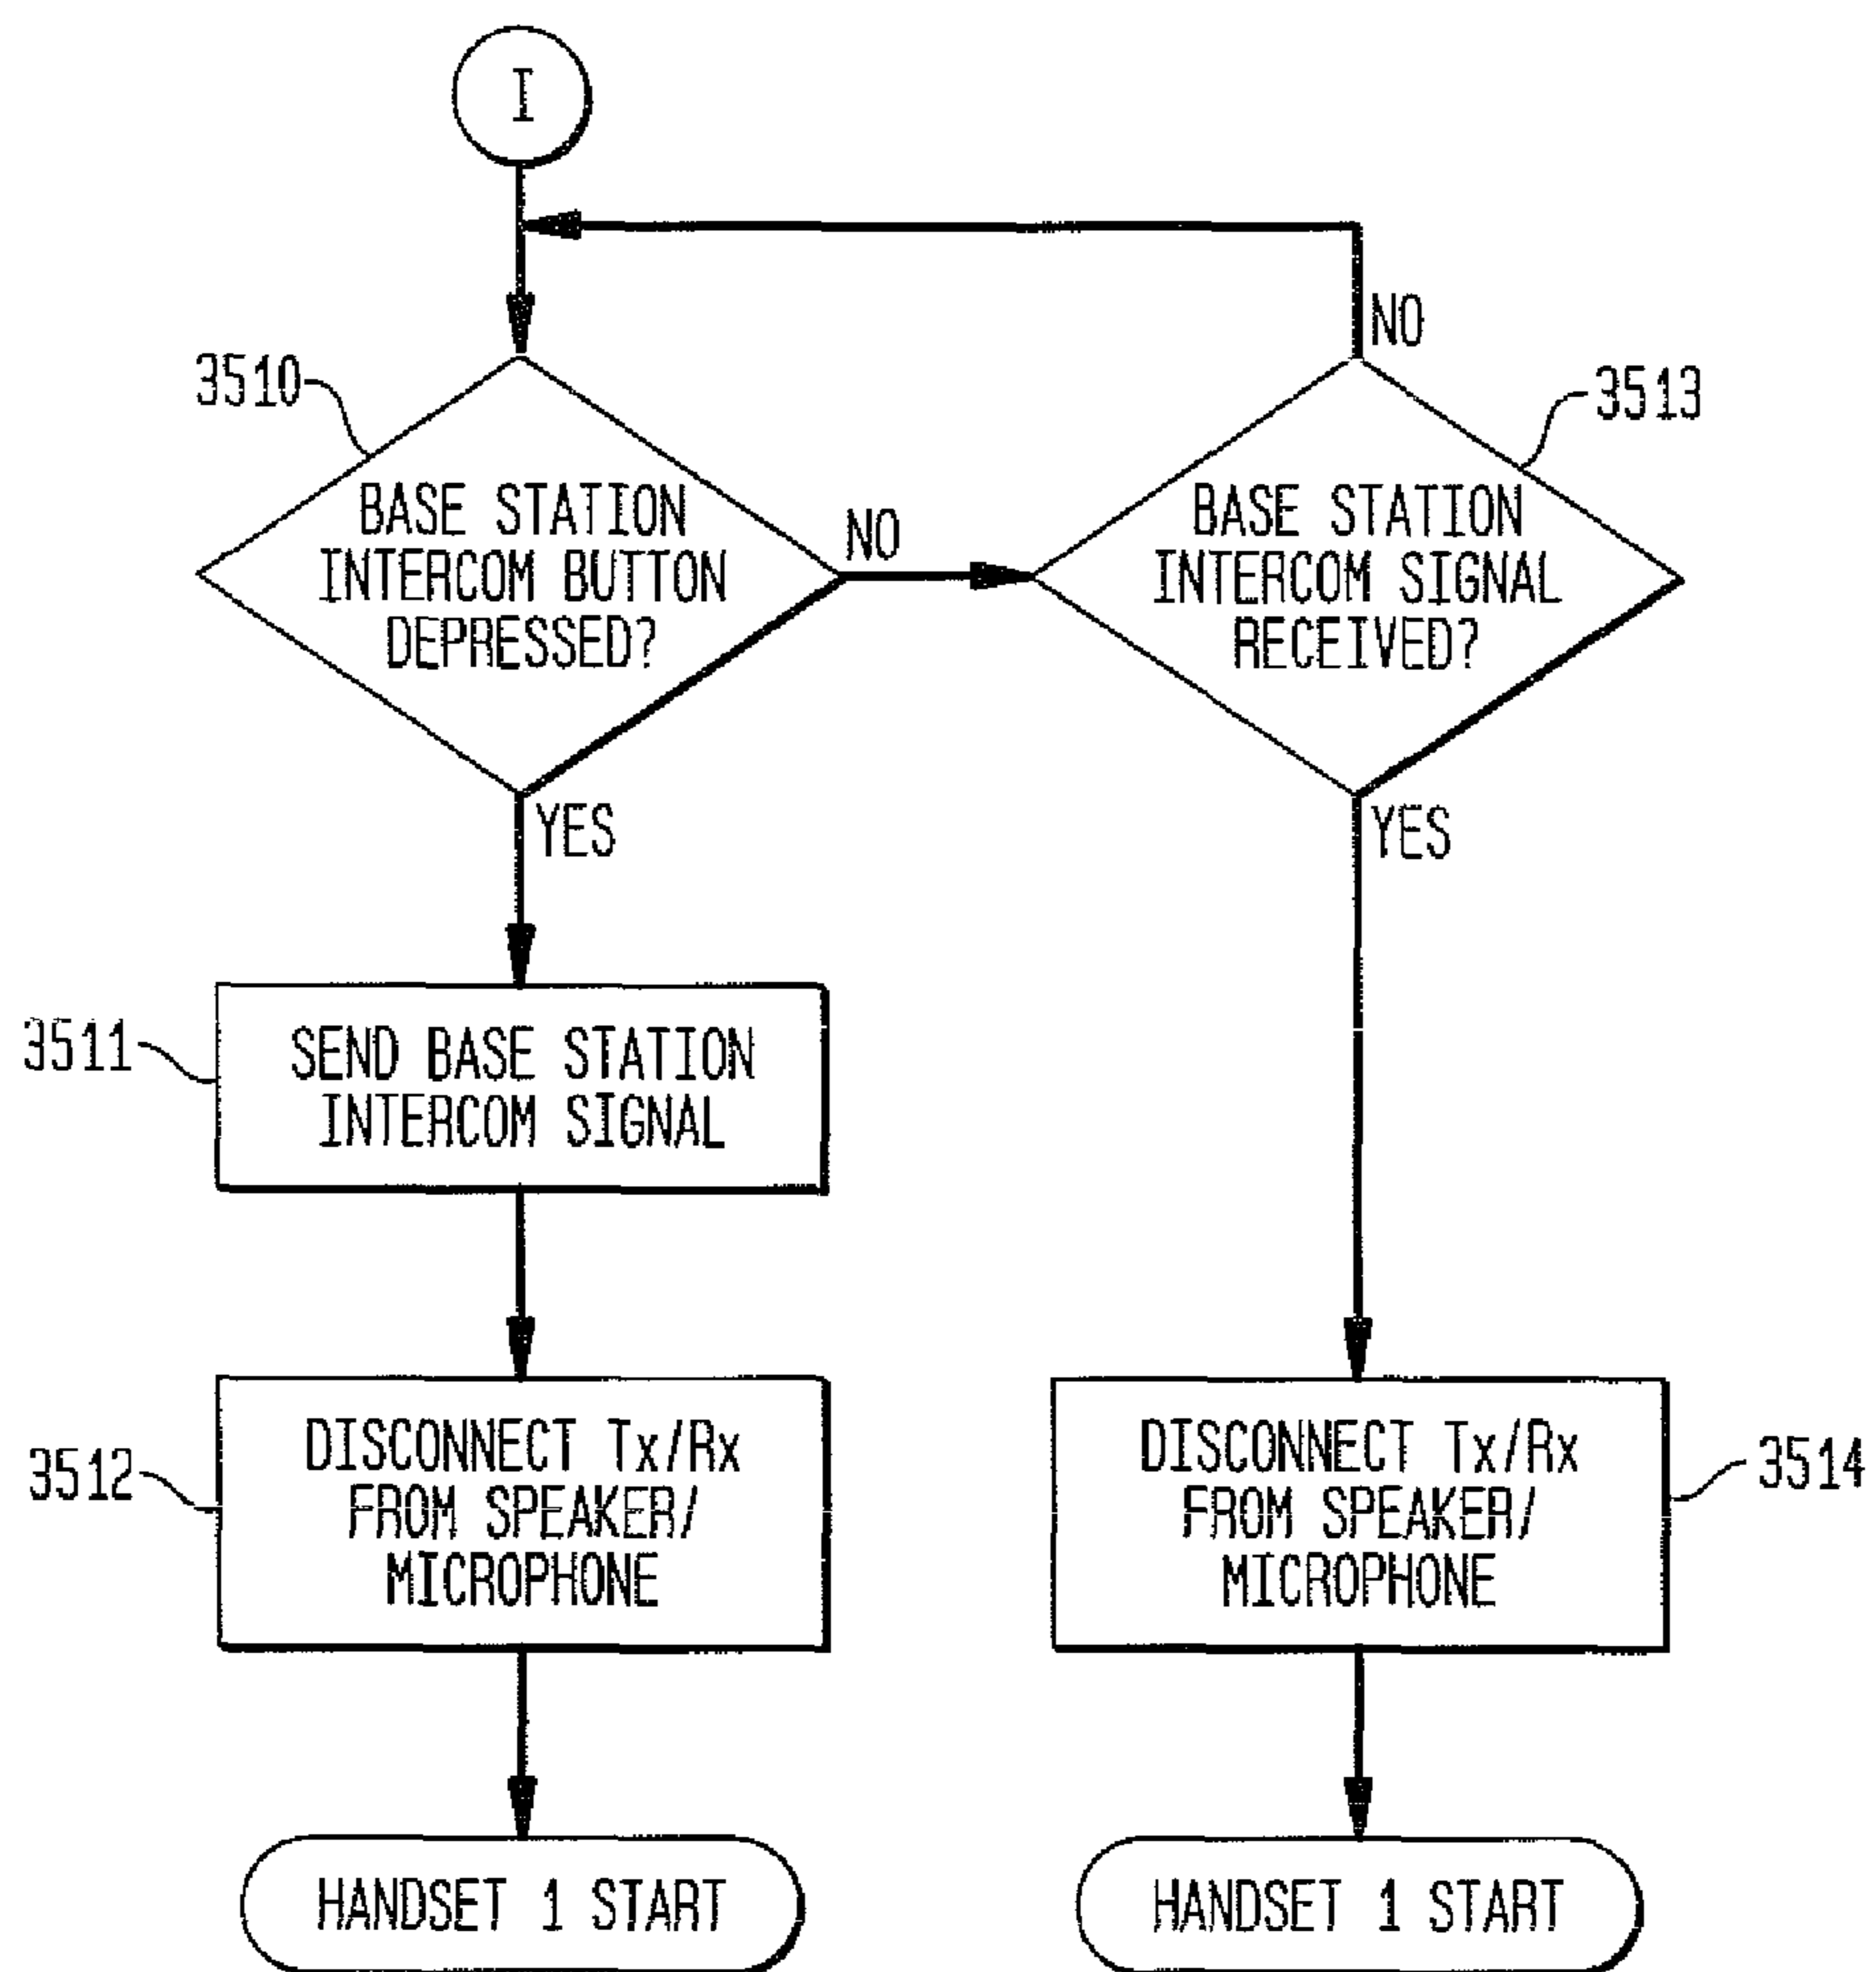 I
NO
3510
3513
BASE STATION
INTERCOM BUTTON
DEPRESSED?
NO
BASE STATION
INTERCOM SIGNAL
RECEIVED?
YES
YES
3511
SEND BASE STATION
INTERCOM SIGNAL
3512
DISCONNECT Tx/Rx
FROM SPEAKER/
MICROPHONE
DISCONNECT Tx/Rx
FROM SPEAKER/
MICROPHONE
3514
HANDSET 1 START
HANDSET 1 START